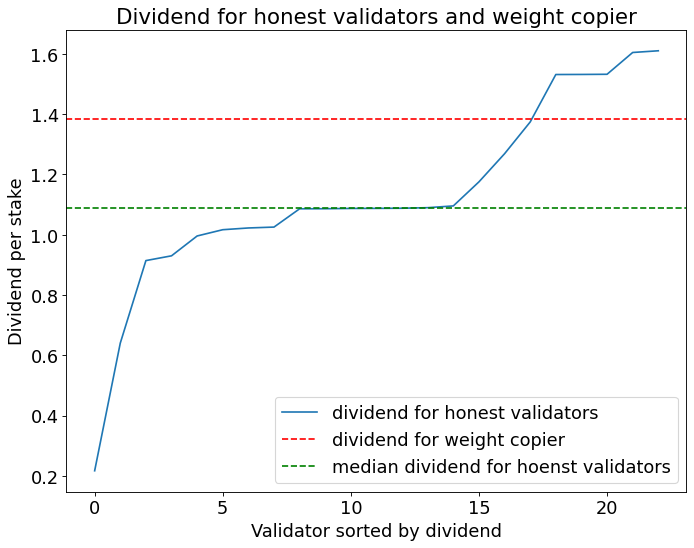 Dividend for honest validators and weight copier
Dividend per stake
1.6
1.4
1.2
1.0
0.8
0.6
0.4
0.2
dividend for honest validators
dividend for weight copier
median dividend for hoenst validators
0 5 10 15 20
Validator sorted by dividend